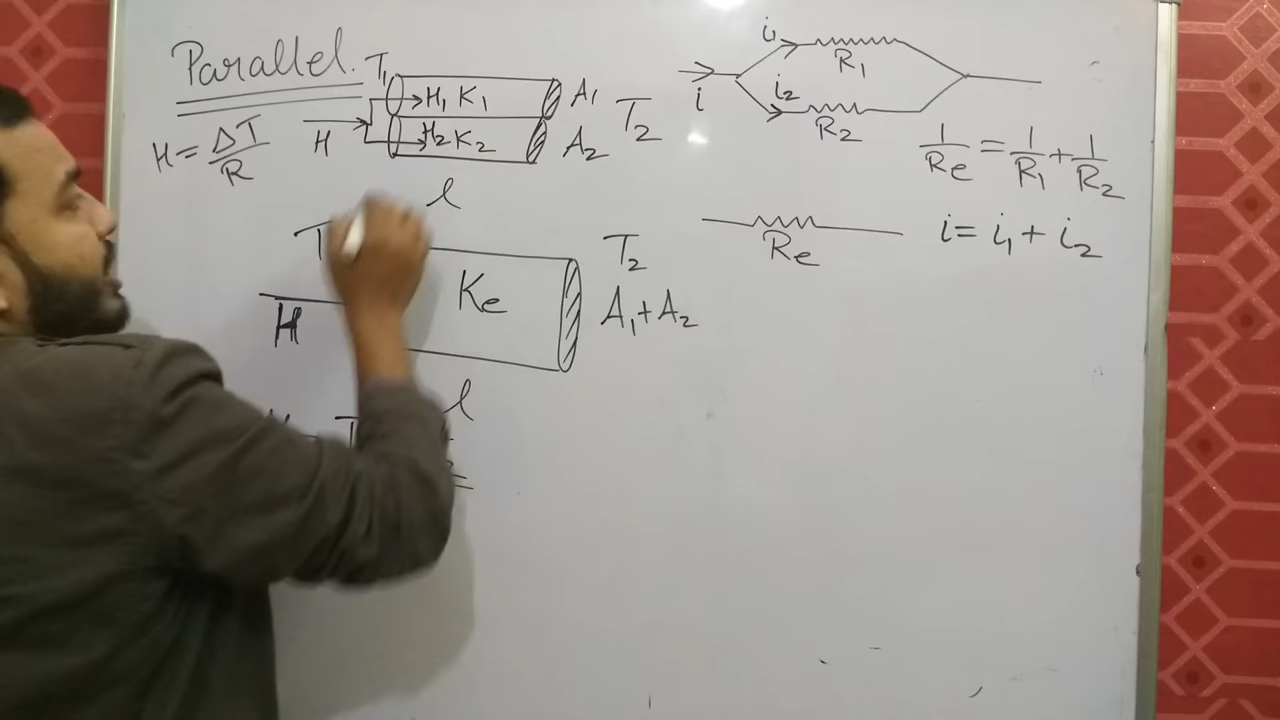 Parallel.
T₁
H₁ K₁
A₁
H
H₂ K₂
A₂
T₂
l
H = ΔT/R
T
Kₑ
T₂
A₁+A₂
H
l
i
i₁
R₁
i₂
R₂
1/Rₑ = 1/R₁ + 1/R₂
Rₑ
i = i₁ + i₂